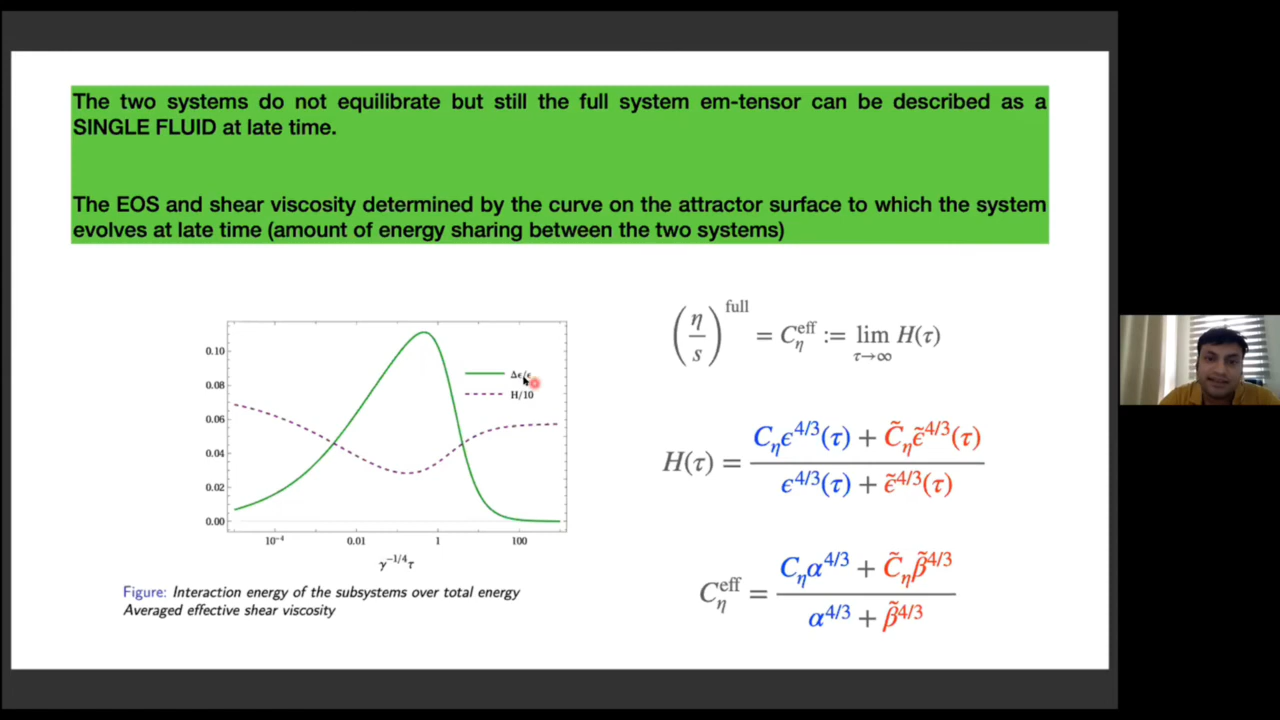 The two systems do not equilibrate but still the full system em-tensor can be described as a
SINGLE FLUID at late time.
The EOS and shear viscosity determined by the curve on the attractor surface to which the system
evolves at late time (amount of energy sharing between the two systems)
0.10
0.08
0.06
0.04
0.02
0.00
10⁻⁴ 0.01 1 100
γ⁻¹/⁴τ
Δϵ/ϵ
H/10
Figure: Interaction energy of the subsystems over total energy
Averaged effective shear viscosity
(η/s)^full = C_η^eff := lim_{τ→∞} H(τ)
H(τ) = (C_η ϵ^{4/3}(τ) + C̃_η ϵ̃^{4/3}(τ)) / (ϵ^{4/3}(τ) + ϵ̃^{4/3}(τ))
C_η^eff = (C_η α^{4/3} + C̃_η β̃^{4/3}) / (α^{4/3} + β̃^{4/3})